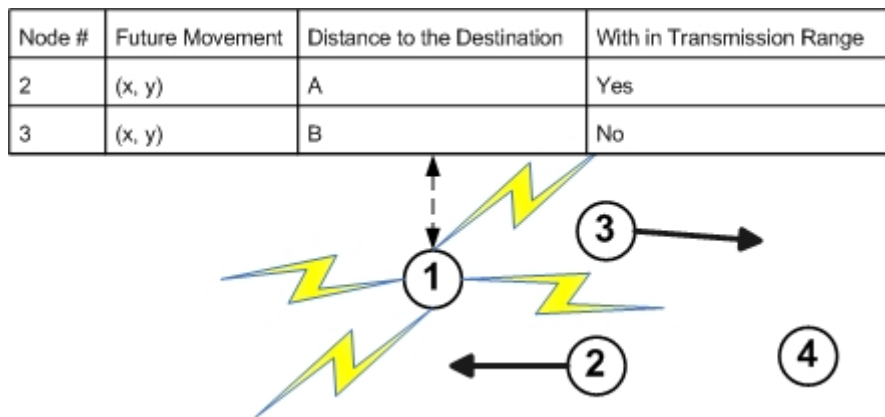 Node # Future Movement Distance to the Destination With in Transmission Range
2 (x, y) A Yes
3 (x, y) B No
3
1
2
4